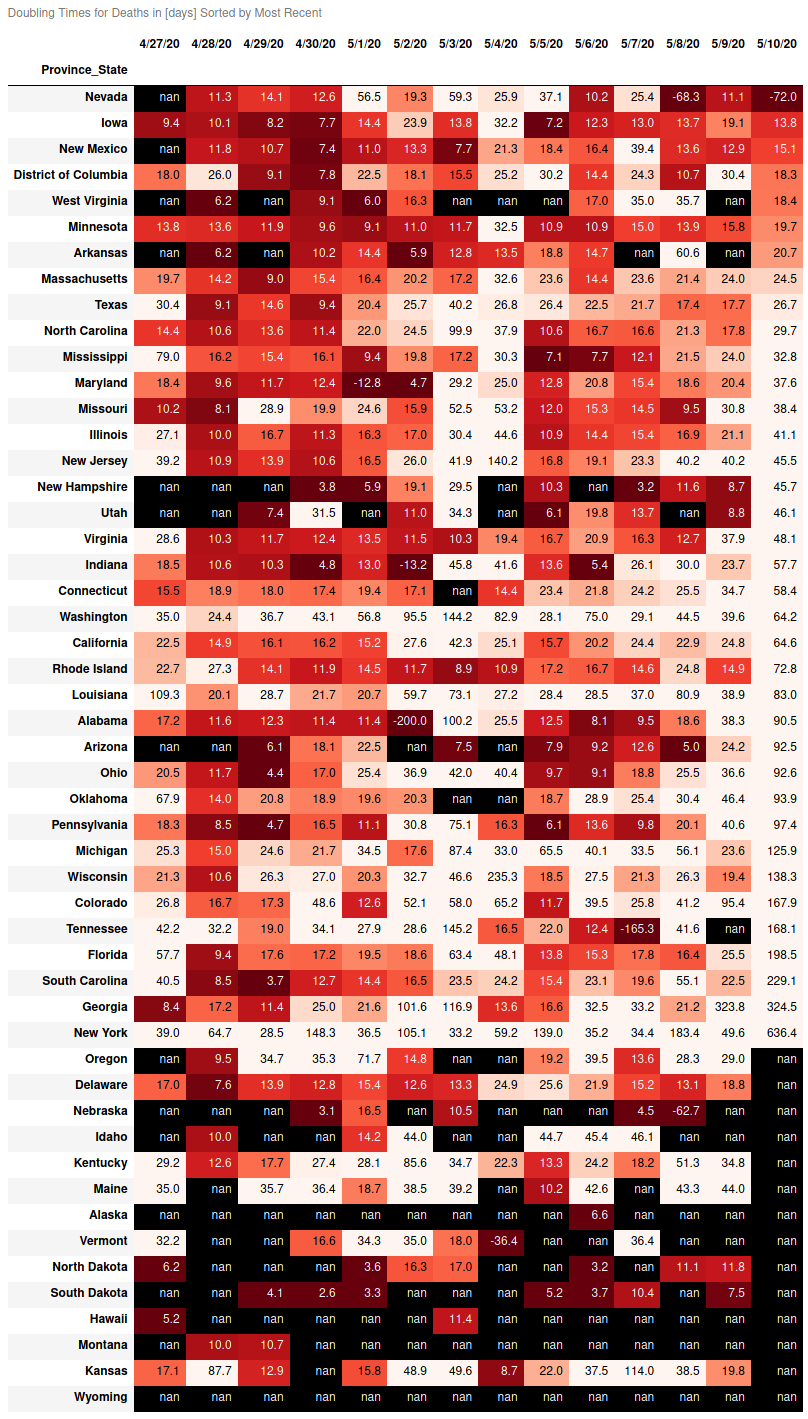 Doubling Times for Deaths in [days] Sorted by Most Recent
4/27/20 4/28/20 4/29/20 4/30/20 5/1/20 5/2/20 5/3/20 5/4/20 5/5/20 5/6/20 5/7/20 5/8/20 5/9/20 5/10/20
Province_State
Nevada nan 11.3 14.1 12.6 56.5 19.3 59.3 25.9 37.1 10.2 25.4 -68.3 11.1 -72.0
Iowa 9.4 10.1 8.2 7.7 14.4 23.9 13.8 32.2 7.2 12.3 13.0 13.7 19.1 13.8
New Mexico nan 11.8 10.7 7.4 11.0 13.3 7.7 21.3 18.4 16.4 39.4 13.6 12.9 15.1
District of Columbia 18.0 26.0 9.1 7.8 22.5 18.1 15.5 25.2 30.2 14.4 24.3 10.7 30.4 18.3
West Virginia nan 6.2 nan 9.1 6.0 16.3 nan nan nan 17.0 35.0 35.7 nan 18.4
Minnesota 13.8 13.6 11.9 9.6 9.1 11.0 11.7 32.5 10.9 10.9 15.0 13.9 15.8 19.7
Arkansas nan 6.2 nan 10.2 14.4 5.9 12.8 13.5 18.8 14.7 nan 60.6 nan 20.7
Massachusetts 19.7 14.2 9.0 15.4 16.4 20.2 17.2 32.6 23.6 14.4 23.6 21.4 24.0 24.5
Texas 30.4 9.1 14.6 9.4 20.4 25.7 40.2 26.8 26.4 22.5 21.7 17.4 17.7 26.7
North Carolina 14.4 10.6 13.6 11.4 22.0 24.5 99.9 37.9 10.6 16.7 16.6 21.3 17.8 29.7
Mississippi 79.0 16.2 15.4 16.1 9.4 19.8 17.2 30.3 7.1 7.7 12.1 21.5 24.0 32.8
Maryland 18.4 9.6 11.7 12.4 -12.8 4.7 29.2 25.0 12.8 20.8 15.4 18.6 20.4 37.6
Missouri 10.2 8.1 28.9 19.9 24.6 15.9 52.5 53.2 12.0 15.3 14.5 9.5 30.8 38.4
Illinois 27.1 10.0 16.7 11.3 16.3 17.0 30.4 44.6 10.9 14.4 15.4 16.9 21.1 41.1
New Jersey 39.2 10.9 13.9 10.6 16.5 26.0 41.9 140.2 16.8 19.1 23.3 40.2 40.2 45.5
New Hampshire nan nan nan 3.8 5.9 19.1 29.5 nan 10.3 nan 3.2 11.6 8.7 45.7
Utah nan nan 7.4 31.5 nan 11.0 34.3 nan 6.1 19.8 13.7 nan 8.8 46.1
Virginia 28.6 10.3 11.7 12.4 13.5 11.5 10.3 19.4 16.7 20.9 16.3 12.7 37.9 48.1
Indiana 18.5 10.6 10.3 4.8 13.0 -13.2 45.8 41.6 13.6 5.4 26.1 30.0 23.7 57.7
Connecticut 15.5 18.9 18.0 17.4 19.4 17.1 nan 14.4 23.4 21.8 24.2 25.5 34.7 58.4
Washington 35.0 24.4 36.7 43.1 56.8 95.5 144.2 82.9 28.1 75.0 29.1 44.5 39.6 64.2
California 22.5 14.9 16.1 16.2 15.2 27.6 42.3 25.1 15.7 20.2 24.4 22.9 24.8 64.6
Rhode Island 22.7 27.3 14.1 11.9 14.5 11.7 8.9 10.9 17.2 16.7 14.6 24.8 14.9 72.8
Louisiana 109.3 20.1 28.7 21.7 20.7 59.7 73.1 27.2 28.4 28.5 37.0 80.9 38.9 83.0
Alabama 17.2 11.6 12.3 11.4 11.4 -200.0 100.2 25.5 12.5 8.1 9.5 18.6 38.3 90.5
Arizona nan nan 6.1 18.1 22.5 nan 7.5 nan 7.9 9.2 12.6 5.0 24.2 92.5
Ohio 20.5 11.7 4.4 17.0 25.4 36.9 42.0 40.4 9.7 9.1 18.8 25.5 36.6 92.6
Oklahoma 67.9 14.0 20.8 18.9 19.6 20.3 nan nan 18.7 28.9 25.4 30.4 46.4 93.9
Pennsylvania 18.3 8.5 4.7 16.5 11.1 30.8 75.1 16.3 6.1 13.6 9.8 20.1 40.6 97.4
Michigan 25.3 15.0 24.6 21.7 34.5 17.6 87.4 33.0 65.5 40.1 33.5 56.1 23.6 125.9
Wisconsin 21.3 10.6 26.3 27.0 20.3 32.7 46.6 235.3 18.5 27.5 21.3 26.3 19.4 138.3
Colorado 26.8 16.7 17.3 48.6 12.6 52.1 58.0 65.2 11.7 39.5 25.8 41.2 95.4 167.9
Tennessee 42.2 32.2 19.0 34.1 27.9 28.6 145.2 16.5 22.0 12.4 -165.3 41.6 nan 168.1
Florida 57.7 9.4 17.6 17.2 19.5 18.6 63.4 48.1 13.8 15.3 17.8 16.4 25.5 198.5
South Carolina 40.5 8.5 3.7 12.7 14.4 16.5 23.5 24.2 15.4 23.1 19.6 55.1 22.5 229.1
Georgia 8.4 17.2 11.4 25.0 21.6 101.6 116.9 13.6 16.6 32.5 33.2 21.2 323.8 324.5
New York 39.0 64.7 28.5 148.3 36.5 105.1 33.2 59.2 139.0 35.2 34.4 183.4 49.6 636.4
Oregon nan 9.5 34.7 35.3 71.7 14.8 nan nan 19.2 39.5 13.6 28.3 29.0 nan
Delaware 17.0 7.6 13.9 12.8 15.4 12.6 13.3 24.9 25.6 21.9 15.2 13.1 18.8 nan
Nebraska nan nan nan 3.1 16.5 nan 10.5 nan nan nan 4.5 -62.7 nan nan
Idaho nan 10.0 nan nan 14.2 44.0 nan nan 44.7 45.4 46.1 nan nan nan
Kentucky 29.2 12.6 17.7 27.4 28.1 85.6 34.7 22.3 13.3 24.2 18.2 51.3 34.8 nan
Maine 35.0 nan 35.7 36.4 18.7 38.5 39.2 nan 10.2 42.6 nan 43.3 44.0 nan
Alaska nan nan nan nan nan nan nan nan nan 6.6 nan nan nan nan
Vermont 32.2 nan nan 16.6 34.3 35.0 18.0 -36.4 nan nan 36.4 nan nan nan
North Dakota 6.2 nan nan nan 3.6 16.3 17.0 nan nan 3.2 nan 11.1 11.8 nan
South Dakota nan nan 4.1 2.6 3.3 nan nan nan 5.2 3.7 10.4 nan 7.5 nan
Hawaii 5.2 nan nan nan nan nan 11.4 nan nan nan nan nan nan nan
Montana nan 10.0 10.7 nan nan nan nan nan nan nan nan nan nan nan
Kansas 17.1 87.7 12.9 nan 15.8 48.9 49.6 8.7 22.0 37.5 114.0 38.5 19.8 nan
Wyoming nan nan nan nan nan nan nan nan nan nan nan nan nan nan